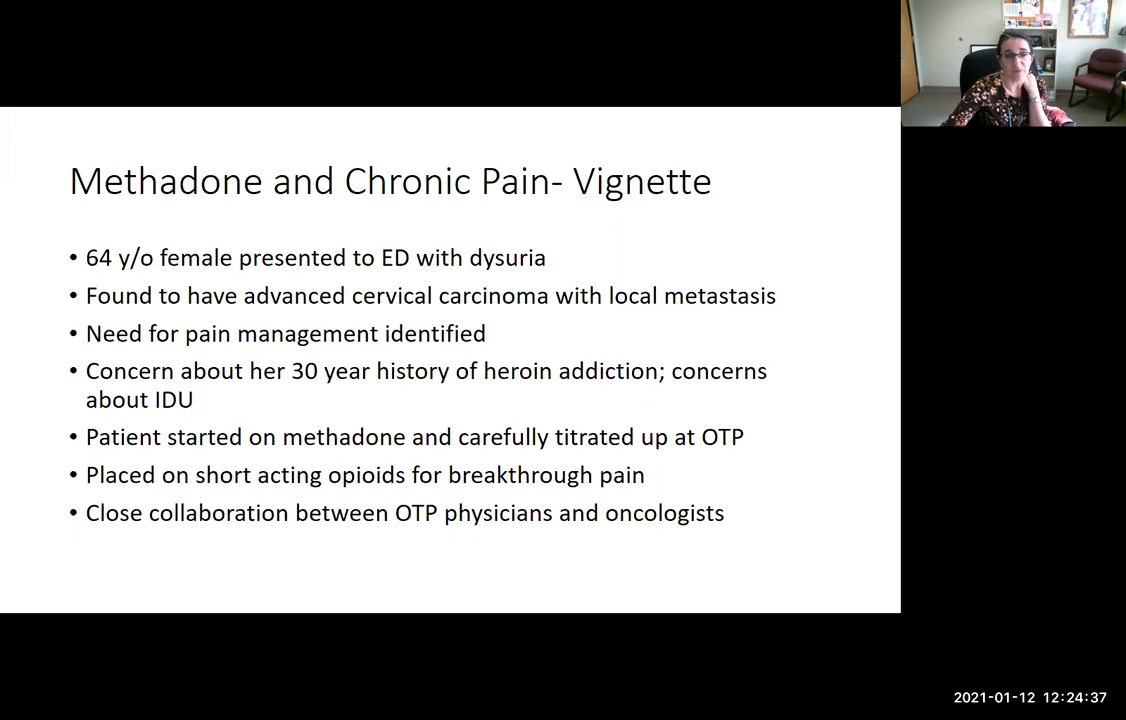 Methadone and Chronic Pain- Vignette
• 64 y/o female presented to ED with dysuria
• Found to have advanced cervical carcinoma with local metastasis
• Need for pain management identified
• Concern about her 30 year history of heroin addiction; concerns
about IDU
• Patient started on methadone and carefully titrated up at OTP
• Placed on short acting opioids for breakthrough pain
• Close collaboration between OTP physicians and oncologists
2021-01-12 12:24:37